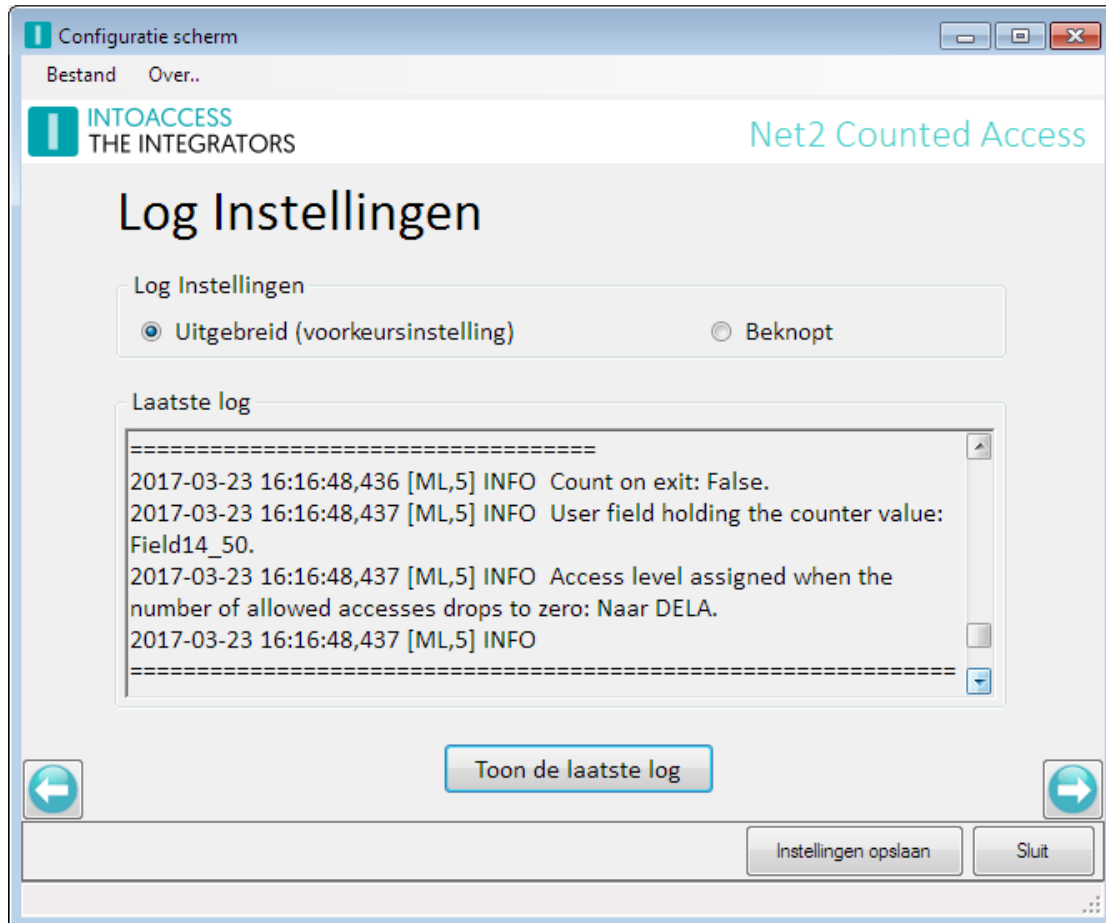 Configuratie scherm
Bestand Over..
INTOACCESS
THE INTEGRATORS
Net2 Counted Access
Log Instellingen
Log Instellingen
Uitgebreid (voorkeursinstelling) Beknopt
Laatste log
===================================
2017-03-23 16:16:48,436 [ML,5] INFO  Count on exit: False.
2017-03-23 16:16:48,437 [ML,5] INFO  User field holding the counter value:
Field14_50.
2017-03-23 16:16:48,437 [ML,5] INFO  Access level assigned when the
number of allowed accesses drops to zero: Naar DELA.
2017-03-23 16:16:48,437 [ML,5] INFO
==============================================================
Toon de laatste log
Instellingen opslaan Sluit